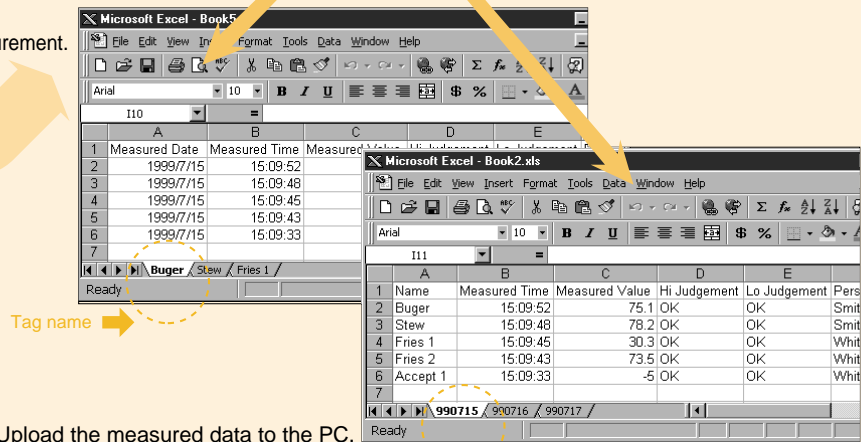 Microsoft Excel - Book5
urement.
File Edit View Format Tools Data Window Help
Arial 10 B I U $ %
I10 =
A B C D E
1 Measured Date Measured Time Measured Value Hi Judgement Lo Judgement
2 1999/7/15 15:09:52
3 1999/7/15 15:09:48
4 1999/7/15 15:09:45
5 1999/7/15 15:09:43
6 1999/7/15 15:09:33
7
Buger Stew Fries 1
Ready
Tag name
Microsoft Excel - Book2.xls
File Edit View Insert Format Tools Data Window Help
Arial 10 B I U $ %
I11 =
A B C D E
1 Name Measured Time Measured Value Hi Judgement Lo Judgement Pers
2 Buger 15:09:52 75.1 OK OK Smit
3 Stew 15:09:48 78.2 OK OK Smit
4 Fries 1 15:09:45 30.3 OK OK Whit
5 Fries 2 15:09:43 73.5 OK OK Whit
6 Accept 1 15:09:33 -5 OK OK Whit
7
990715 990716 990717
Ready
Upload the measured data to the PC.